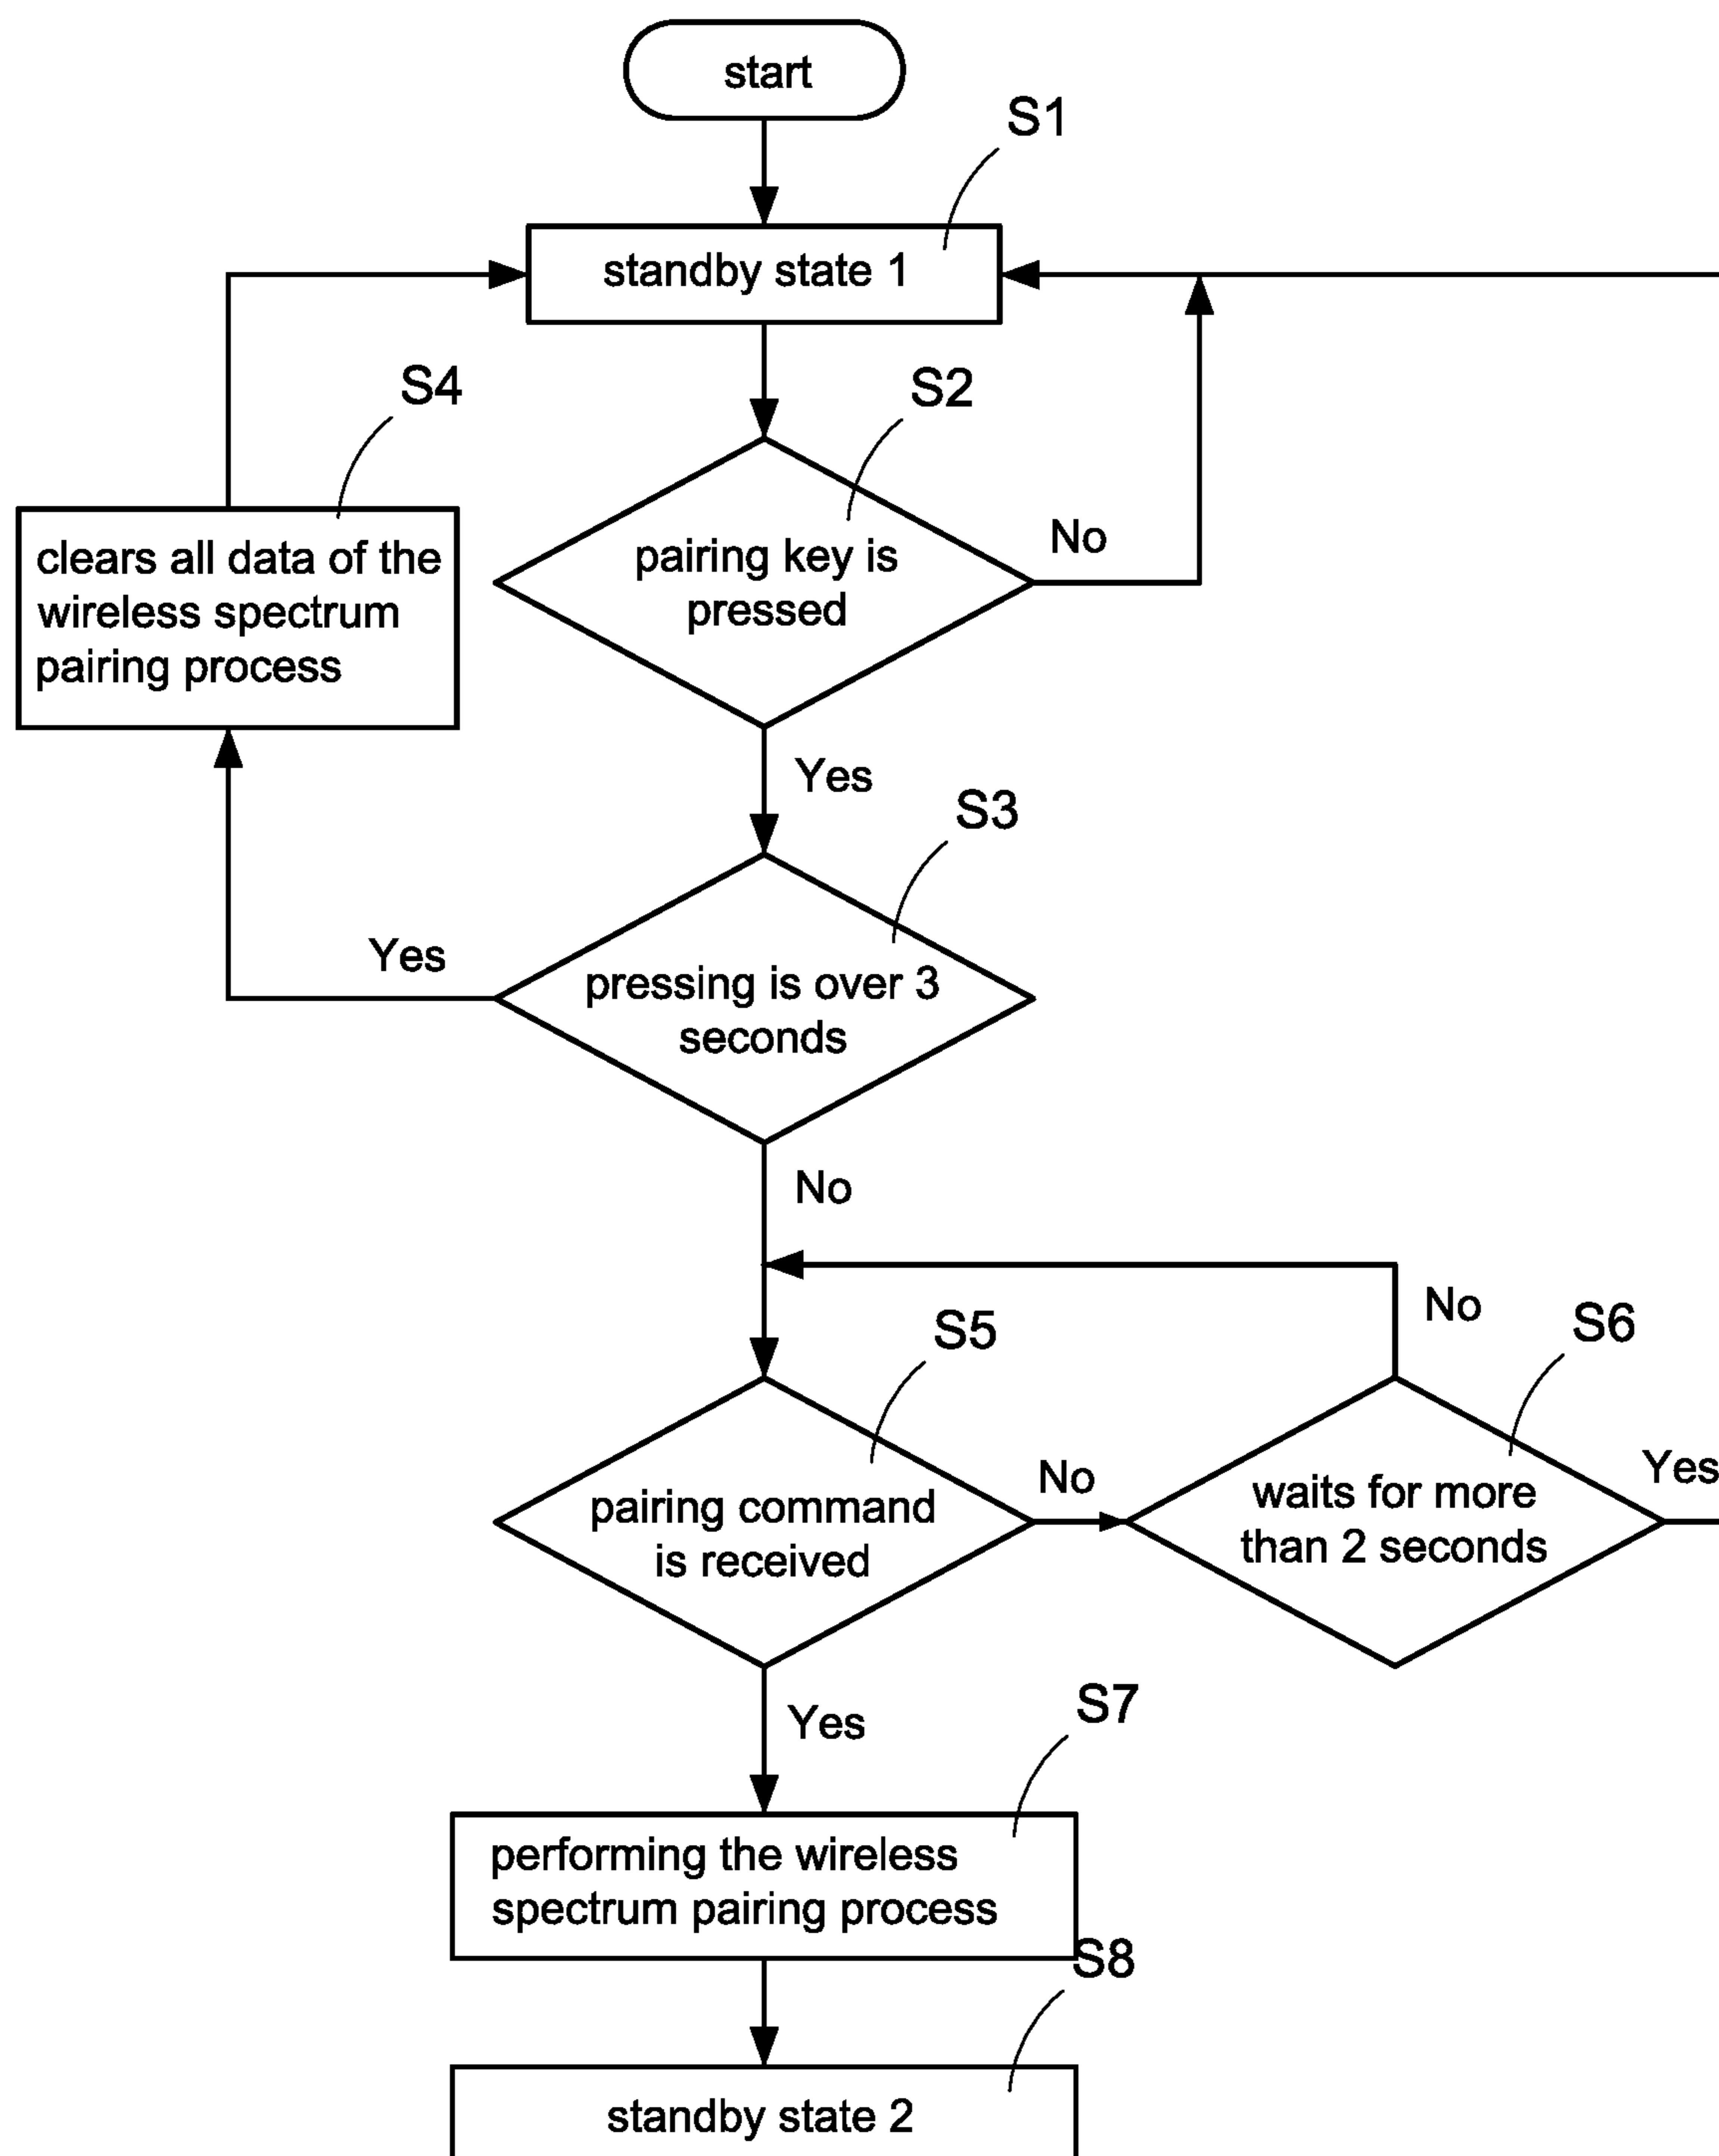 start
S1
standby state 1
S4
S2
clears all data of the
wireless spectrum
pairing process
pairing key is
pressed
No
Yes
S3
Yes
pressing is over 3
seconds
No
No
S6
S5
pairing command
is received
No
waits for more
than 2 seconds
Yes
Yes
S7
performing the wireless
spectrum pairing process
S8
standby state 2